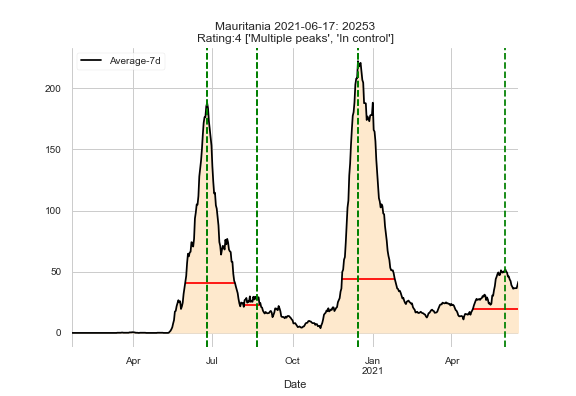 Mauritania 2021-06-17: 20253
Rating:4 ['Multiple peaks', 'In control']
Average-7d
200
150
100
50
0
Apr
Jul
Oct
Jan
2021
Apr
Date